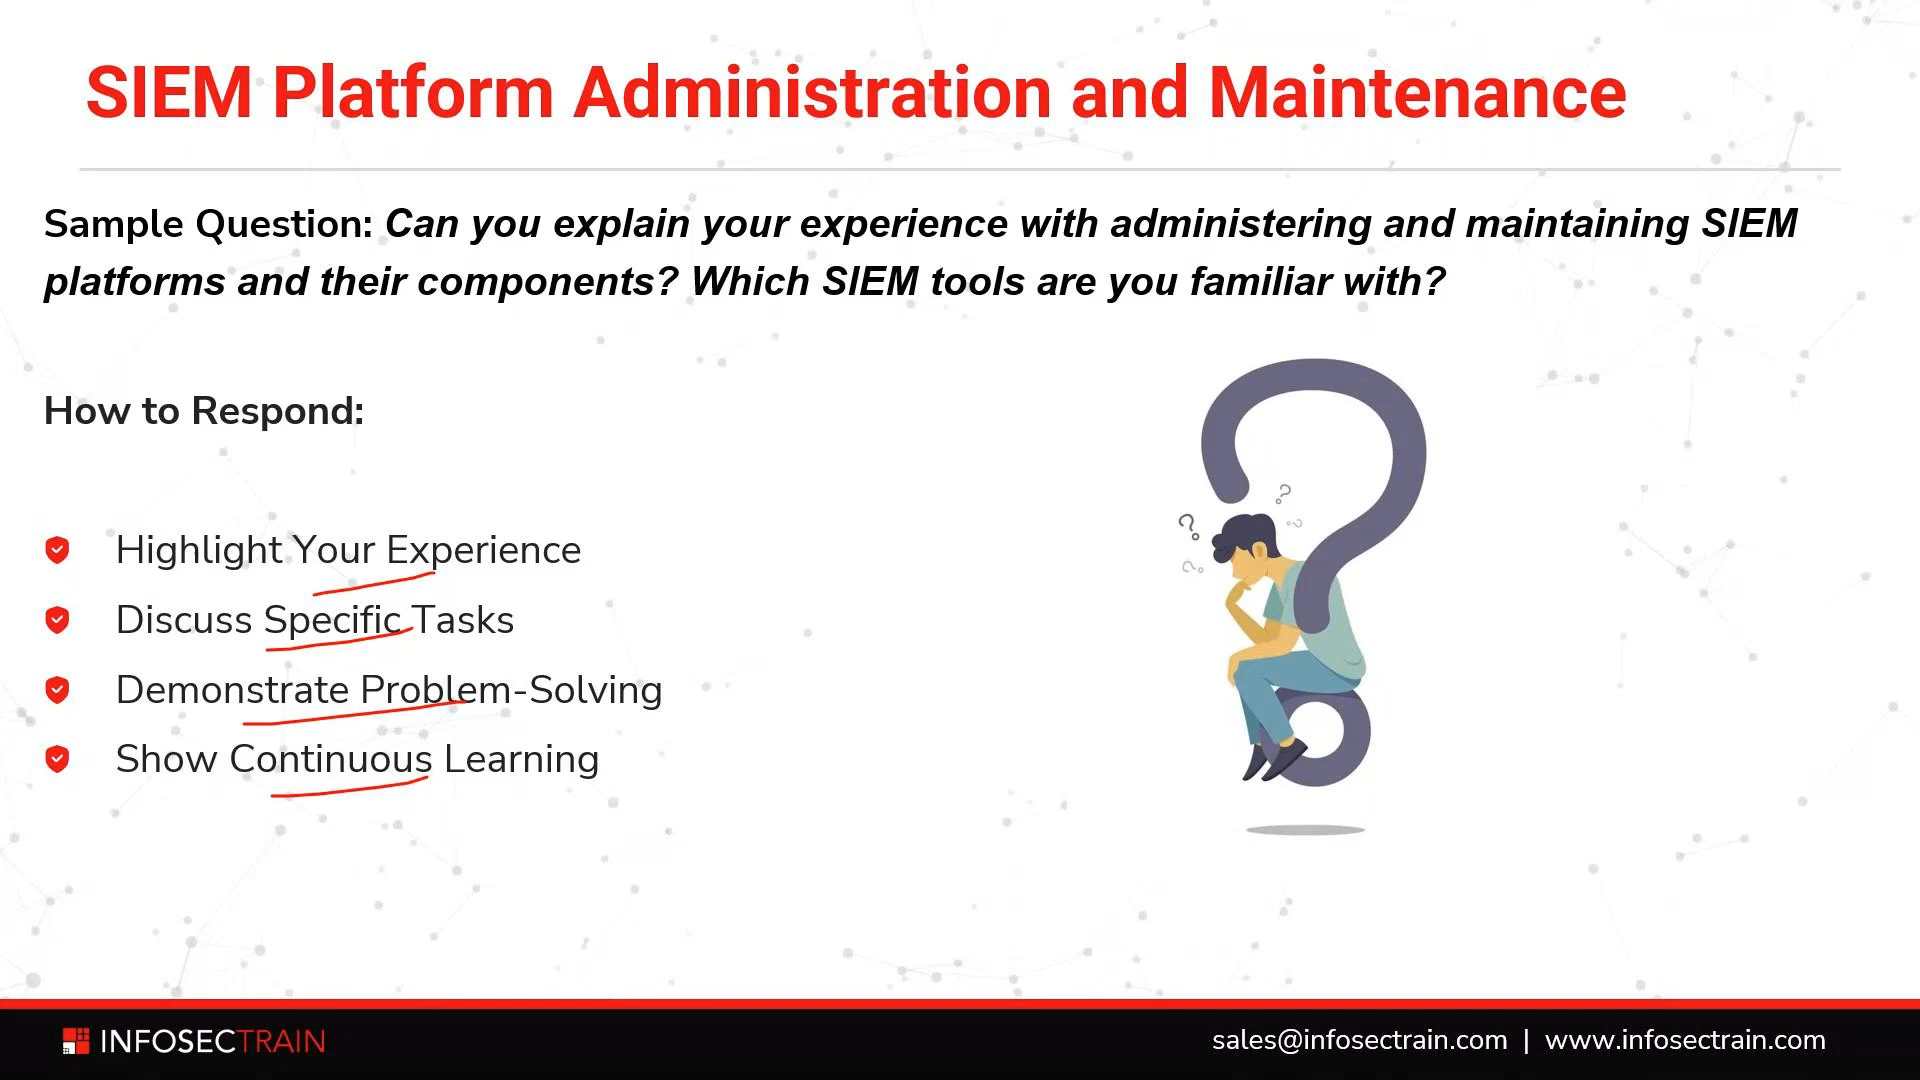 SIEM Platform Administration and Maintenance
Sample Question: Can you explain your experience with administering and maintaining SIEM
platforms and their components? Which SIEM tools are you familiar with?
How to Respond:
Highlight Your Experience
Discuss Specific Tasks
Demonstrate Problem-Solving
Show Continuous Learning
? ? ? ? ?
INFOSECTRAIN
sales@infosectrain.com | www.infosectrain.com